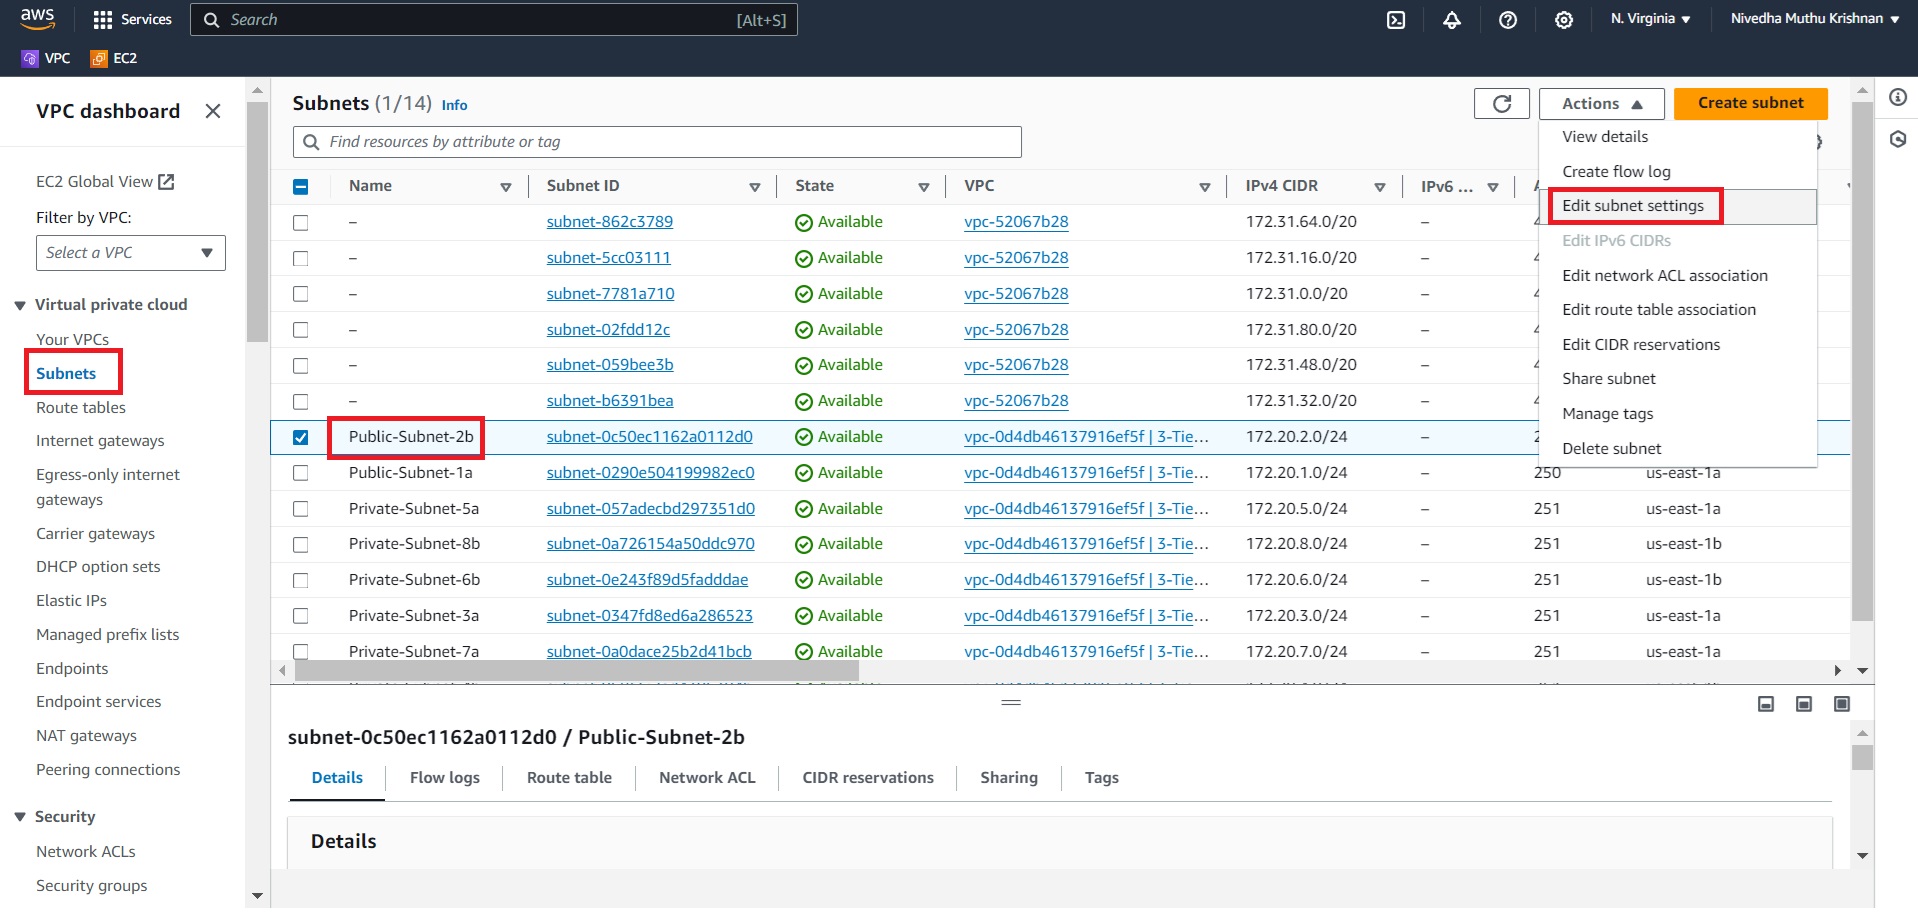 aws Services Search [Alt+S] N. Virginia Nivedha Muthu Krishnan
VPC EC2
VPC dashboard
EC2 Global View
Filter by VPC:
Select a VPC
Virtual private cloud
Your VPCs
Subnets
Route tables
Internet gateways
Egress-only internet
gateways
Carrier gateways
DHCP option sets
Elastic IPs
Managed prefix lists
Endpoints
Endpoint services
NAT gateways
Peering connections
Security
Network ACLs
Security groups
Subnets (1/14) Info
Actions Create subnet
Find resources by attribute or tag
View details
Create flow log
Edit subnet settings
Edit IPv6 CIDRs
Edit network ACL association
Edit route table association
Edit CIDR reservations
Share subnet
Manage tags
Delete subnet
Name Subnet ID State VPC IPv4 CIDR IPv6 ...
– subnet-862c3789 Available vpc-52067b28 172.31.64.0/20 –
– subnet-5cc03111 Available vpc-52067b28 172.31.16.0/20 –
– subnet-7781a710 Available vpc-52067b28 172.31.0.0/20 –
– subnet-02fdd12c Available vpc-52067b28 172.31.80.0/20 –
– subnet-059bee3b Available vpc-52067b28 172.31.48.0/20 –
– subnet-b6391bea Available vpc-52067b28 172.31.32.0/20 –
Public-Subnet-2b subnet-0c50ec1162a0112d0 Available vpc-0d4db46137916ef5f | 3-Tie... 172.20.2.0/24 –
Public-Subnet-1a subnet-0290e504199982ec0 Available vpc-0d4db46137916ef5f | 3-Tie... 172.20.1.0/24 – 250 us-east-1a
Private-Subnet-5a subnet-057adecbd297351d0 Available vpc-0d4db46137916ef5f | 3-Tie... 172.20.5.0/24 – 251 us-east-1a
Private-Subnet-8b subnet-0a726154a50ddc970 Available vpc-0d4db46137916ef5f | 3-Tie... 172.20.8.0/24 – 251 us-east-1b
Private-Subnet-6b subnet-0e243f89d5fadddae Available vpc-0d4db46137916ef5f | 3-Tie... 172.20.6.0/24 – 251 us-east-1b
Private-Subnet-3a subnet-0347fd8ed6a286523 Available vpc-0d4db46137916ef5f | 3-Tie... 172.20.3.0/24 – 251 us-east-1a
Private-Subnet-7a subnet-0a0dace25b2d41bcb Available vpc-0d4db46137916ef5f | 3-Tie... 172.20.7.0/24 – 251 us-east-1a
subnet-0c50ec1162a0112d0 / Public-Subnet-2b
Details Flow logs Route table Network ACL CIDR reservations Sharing Tags
Details